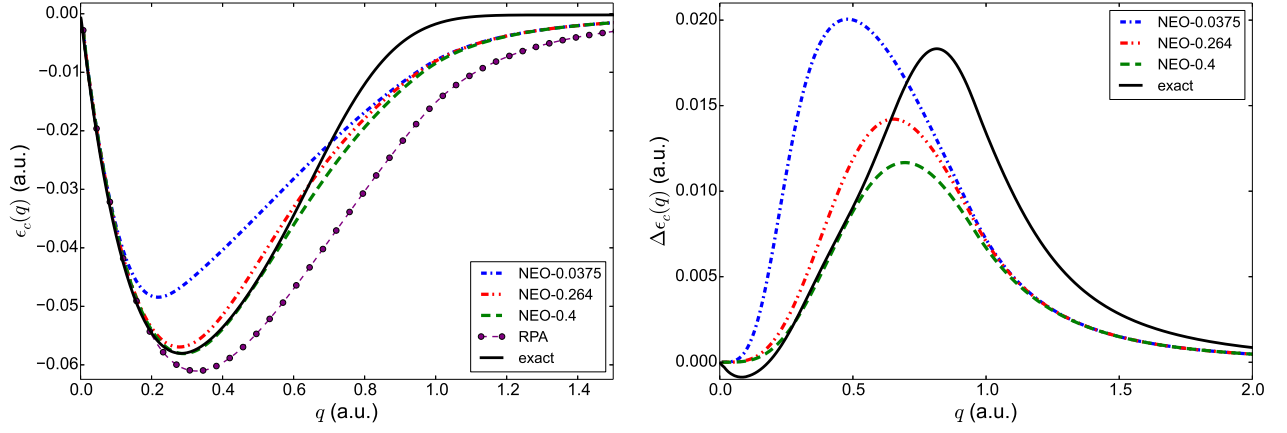 0.00
−0.01
−0.02
−0.03
−0.04
−0.05
−0.06
ϵc(q) (a.u.)
0.0 0.2 0.4 0.6 0.8 1.0 1.2 1.4
q (a.u.)
NEO-0.0375
NEO-0.264
NEO-0.4
RPA
exact
0.020
0.015
0.010
0.005
0.000
Δϵc(q) (a.u.)
0.0 0.5 1.0 1.5 2.0
q (a.u.)
NEO-0.0375
NEO-0.264
NEO-0.4
exact